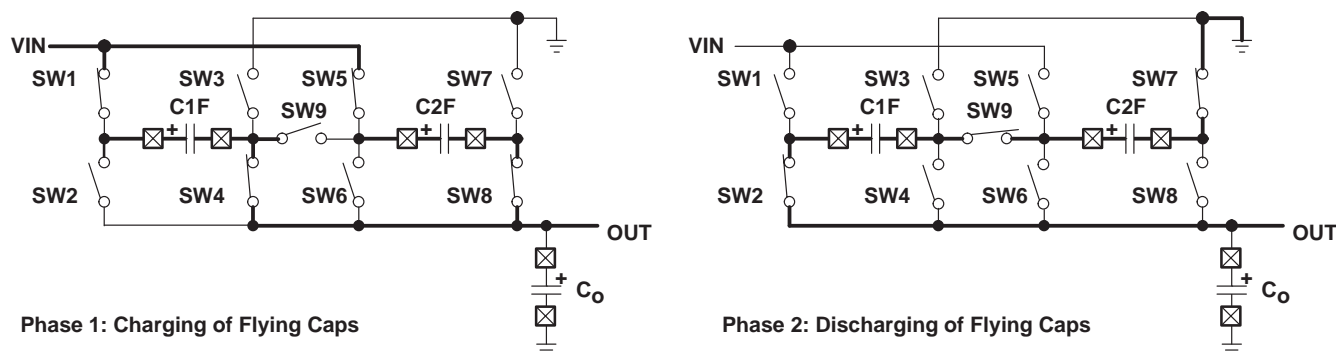 VIN
SW1
SW3
SW5
SW7
C1F
SW9
C2F
+
+
SW2
SW4
SW6
SW8
OUT
+
Co
Phase 1: Charging of Flying Caps
VIN
SW1
SW3
SW5
SW7
C1F
SW9
C2F
+
+
SW2
SW4
SW6
SW8
OUT
+
Co
Phase 2: Discharging of Flying Caps